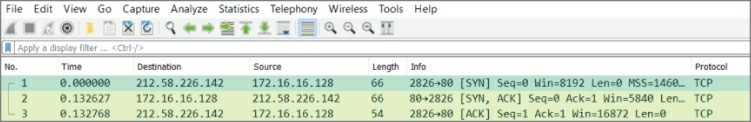 File Edit View Go Capture Analyze Statistics Telephony Wireless Tools Help
Apply a display filter ... <Ctrl-/>
No. Time Destination Source Length Info Protocol
1 0.000000 212.58.226.142 172.16.16.128 66 2826→80 [SYN] Seq=0 Win=8192 Len=0 MSS=1460… TCP
2 0.132627 172.16.16.128 212.58.226.142 66 80→2826 [SYN, ACK] Seq=0 Ack=1 Win=5840 Len… TCP
3 0.132768 212.58.226.142 172.16.16.128 54 2826→80 [ACK] Seq=1 Ack=1 Win=16872 Len=0 TCP